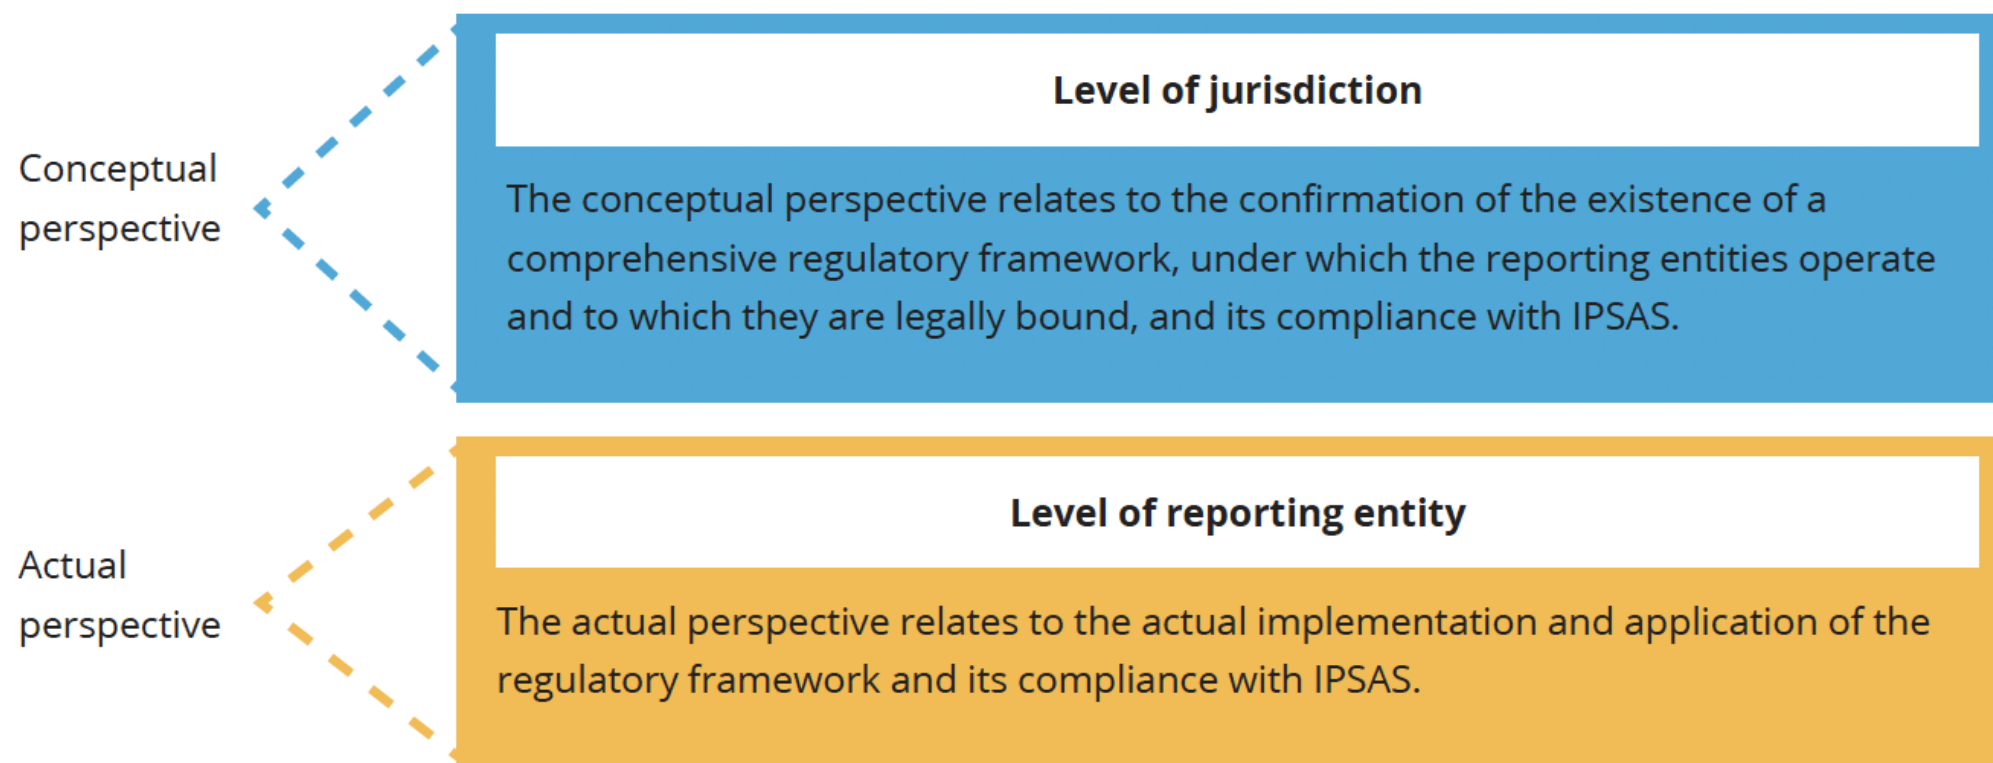 Conceptual
perspective
Level of jurisdiction
The conceptual perspective relates to the confirmation of the existence of a
comprehensive regulatory framework, under which the reporting entities operate
and to which they are legally bound, and its compliance with IPSAS.
Actual
perspective
Level of reporting entity
The actual perspective relates to the actual implementation and application of the
regulatory framework and its compliance with IPSAS.